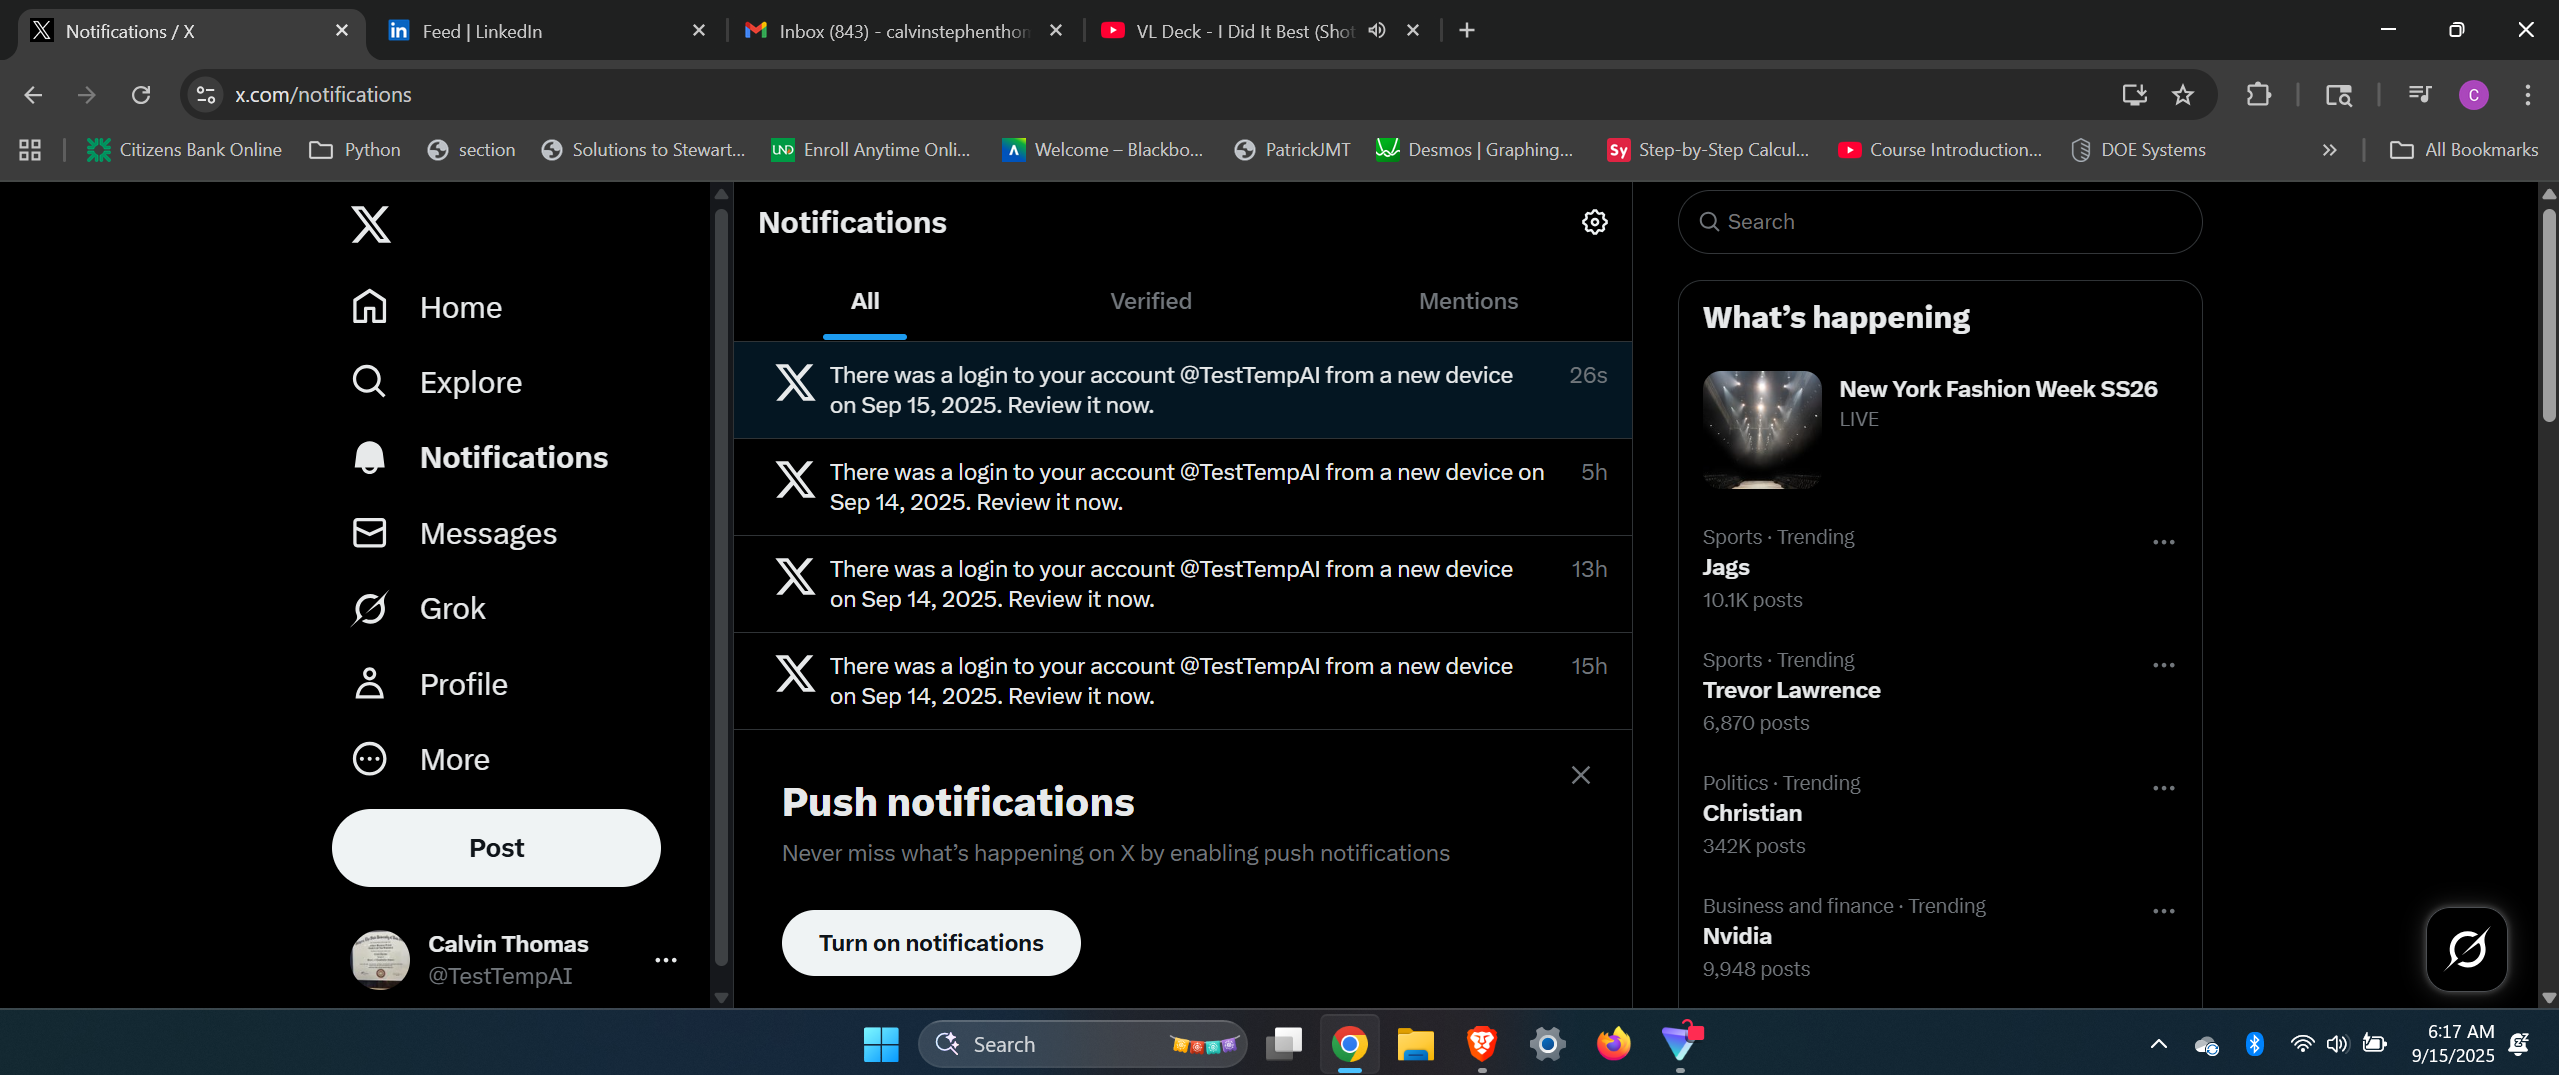 Notifications / X
Feed | LinkedIn
Inbox (843) - calvinstephenthon
VL Deck - I Did It Best (Shot
x.com/notifications
C
Citizens Bank Online
Python
section
Solutions to Stewart...
UND
Enroll Anytime Onli...
Welcome – Blackbo...
PatrickJMT
Desmos | Graphing...
Sy
Step-by-Step Calcul...
Course Introduction...
DOE Systems
All Bookmarks
Home
Explore
Notifications
Messages
Grok
Profile
More
Post
Calvin Thomas
@TestTempAI
Notifications
All
Verified
Mentions
There was a login to your account @TestTempAI from a new device
on Sep 15, 2025. Review it now.
26s
There was a login to your account @TestTempAI from a new device on
Sep 14, 2025. Review it now.
5h
There was a login to your account @TestTempAI from a new device
on Sep 14, 2025. Review it now.
13h
There was a login to your account @TestTempAI from a new device
on Sep 14, 2025. Review it now.
15h
Push notifications
Never miss what’s happening on X by enabling push notifications
Turn on notifications
Search
What’s happening
New York Fashion Week SS26
LIVE
Sports · Trending
Jags
10.1K posts
Sports · Trending
Trevor Lawrence
6,870 posts
Politics · Trending
Christian
342K posts
Business and finance · Trending
Nvidia
9,948 posts
Search
6:17 AM
9/15/2025